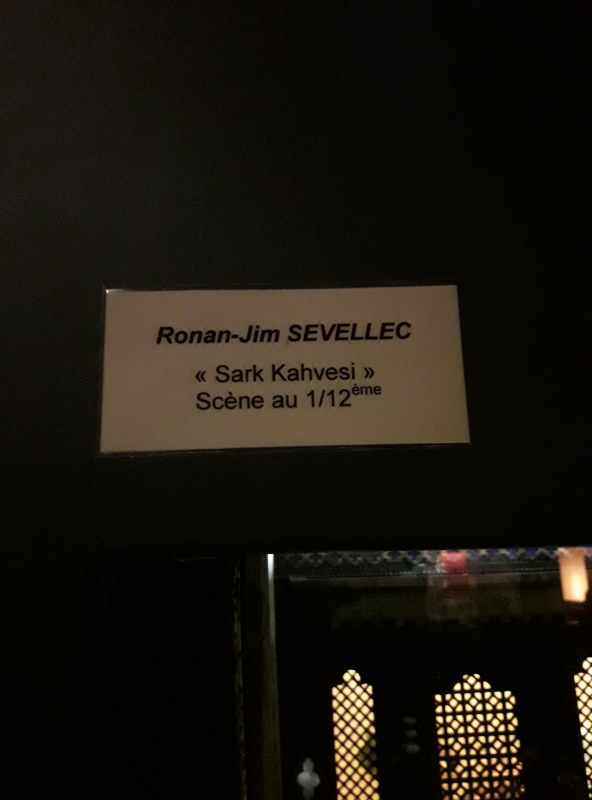 Ronan-Jim SEVELLEC
« Sark Kahvesi »
Scène au 1/12ème